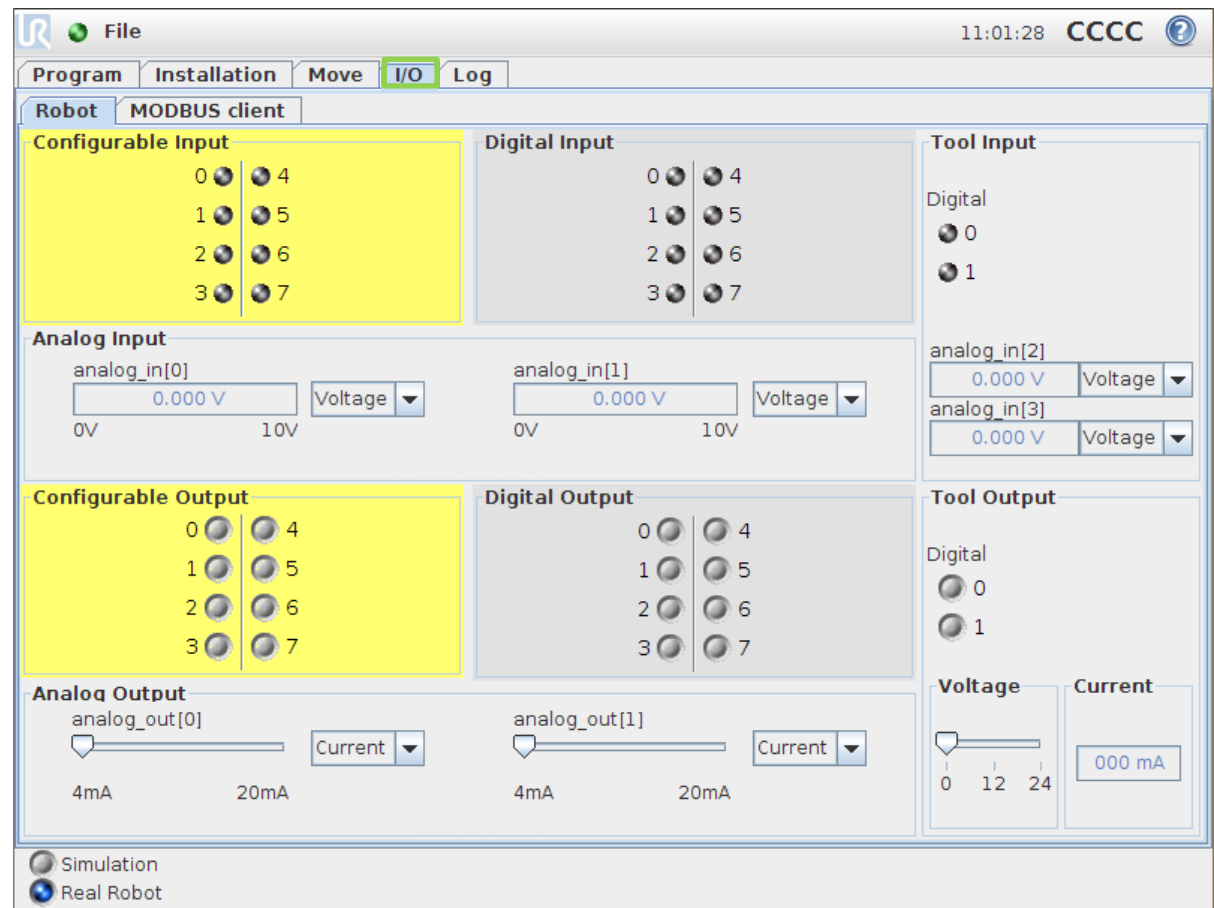 UR File 11:01:28 CCCC ?
Program Installation Move I/O Log
Robot MODBUS client
Configurable Input
0 4
1 5
2 6
3 7
Digital Input
0 4
1 5
2 6
3 7
Tool Input
Digital
0
1
analog_in[2]
0.000 V Voltage
analog_in[3]
0.000 V Voltage
Analog Input
analog_in[0]
0.000 V Voltage
0V 10V
analog_in[1]
0.000 V Voltage
0V 10V
Configurable Output
0 4
1 5
2 6
3 7
Digital Output
0 4
1 5
2 6
3 7
Tool Output
Digital
0
1
Voltage
0 12 24
Current
000 mA
Analog Output
analog_out[0]
Current
4mA 20mA
analog_out[1]
Current
4mA 20mA
Simulation
Real Robot